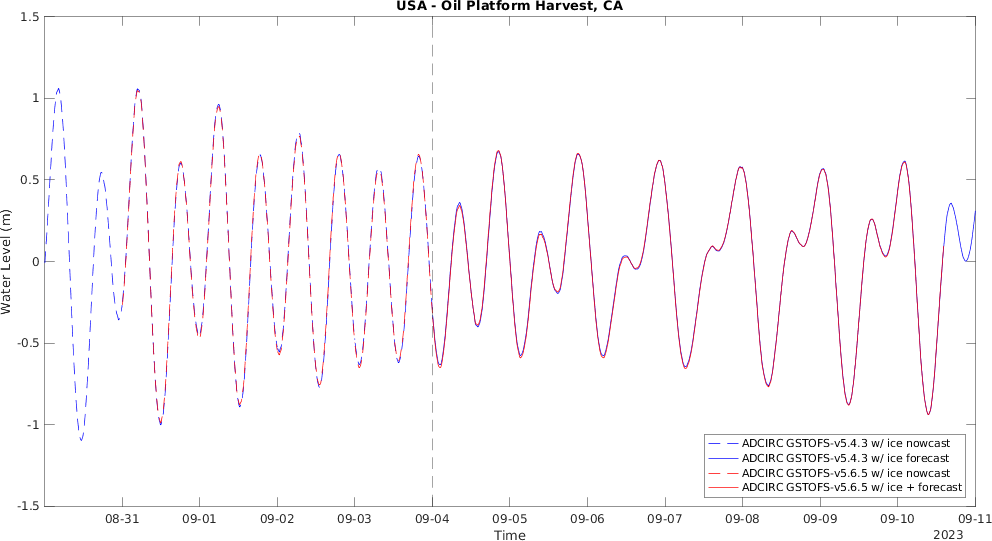 USA - Oil Platform Harvest, CA
1.5
1
0.5
0
-0.5
-1
-1.5
Water Level (m)
ADCIRC GSTOFS-v5.4.3 w/ ice nowcast
ADCIRC GSTOFS-v5.4.3 w/ ice forecast
ADCIRC GSTOFS-v5.6.5 w/ ice nowcast
ADCIRC GSTOFS-v5.6.5 w/ ice + forecast
08-31 09-01 09-02 09-03 09-04 09-05 09-06 09-07 09-08 09-09 09-10 09-11
Time
2023